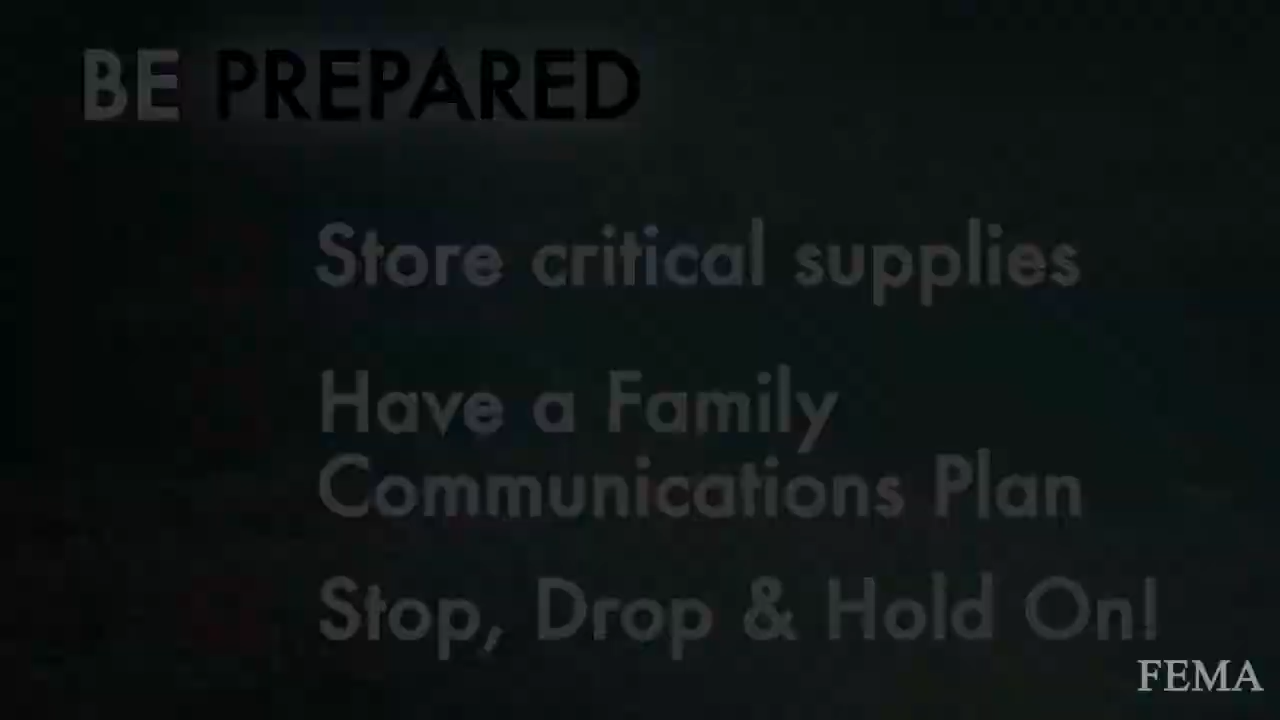 BE PREPARED
Store critical supplies
Have a Family
Communications Plan
Stop, Drop & Hold On!
FEMA